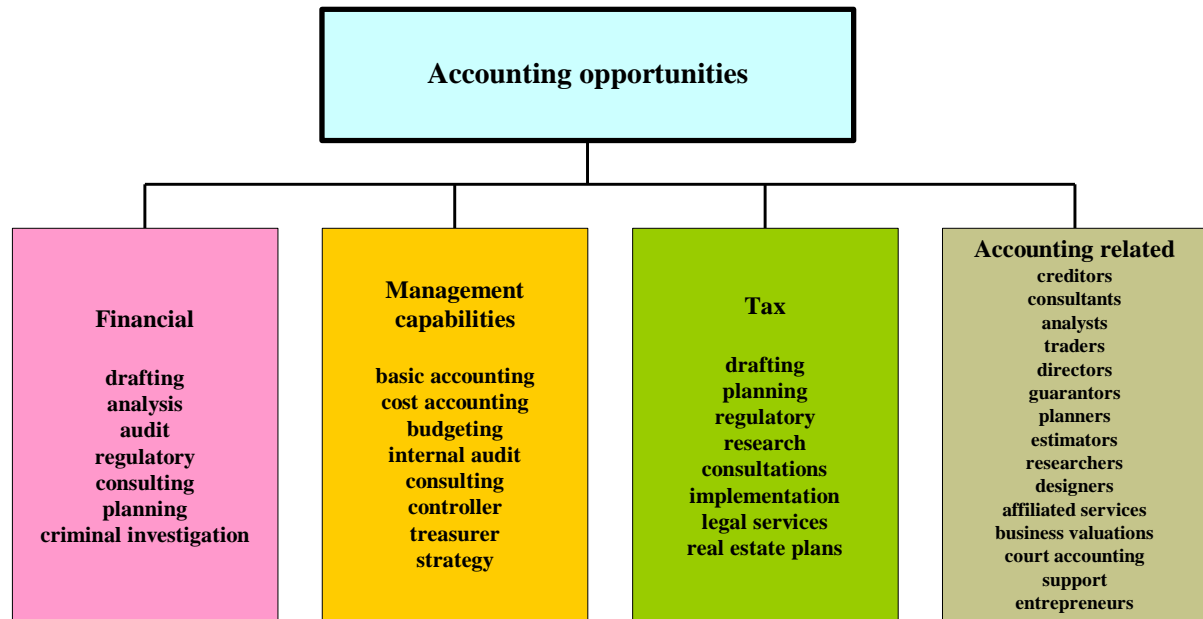 Accounting opportunities
Financial
drafting
analysis
audit
regulatory
consulting
planning
criminal investigation
Management
capabilities
basic accounting
cost accounting
budgeting
internal audit
consulting
controller
treasurer
strategy
Tax
drafting
planning
regulatory
research
consultations
implementation
legal services
real estate plans
Accounting related
creditors
consultants
analysts
traders
directors
guarantors
planners
estimators
researchers
designers
affiliated services
business valuations
court accounting
support
entrepreneurs